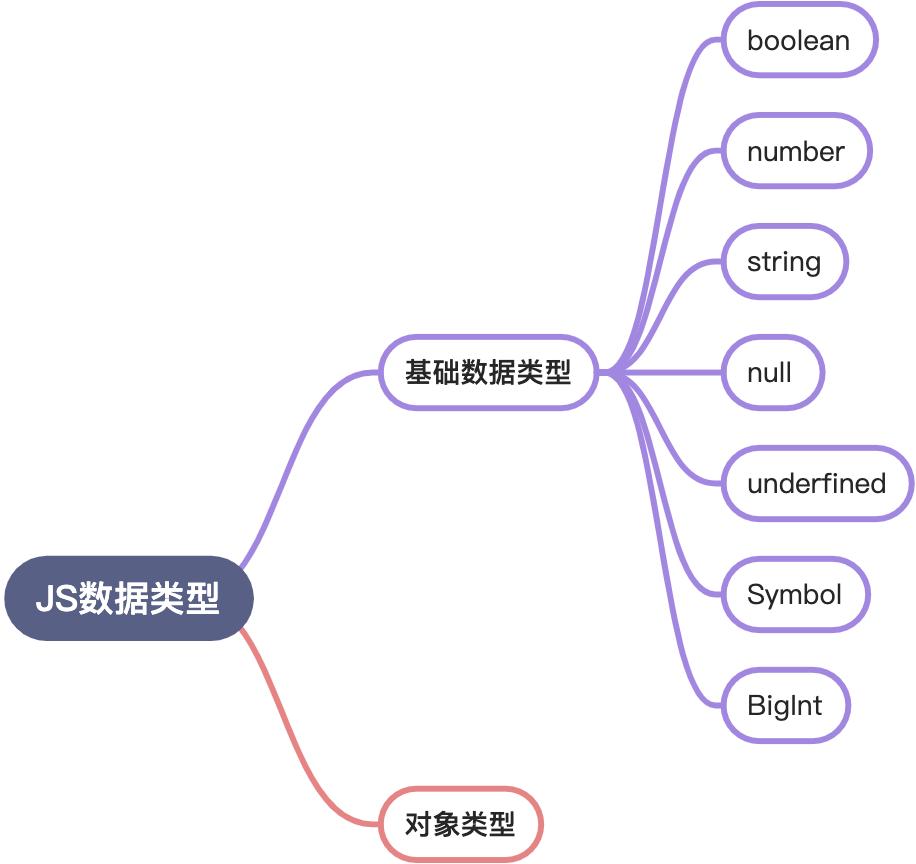 JS数据类型
基础数据类型
boolean
number
string
null
underfined
Symbol
BigInt
对象类型